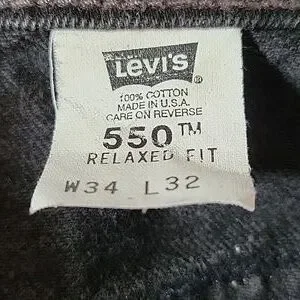 Levi's ®
100% COTTON
MADE IN U.S.A.
CARE ON REVERSE
550™
RELAXED FIT
W34 L32